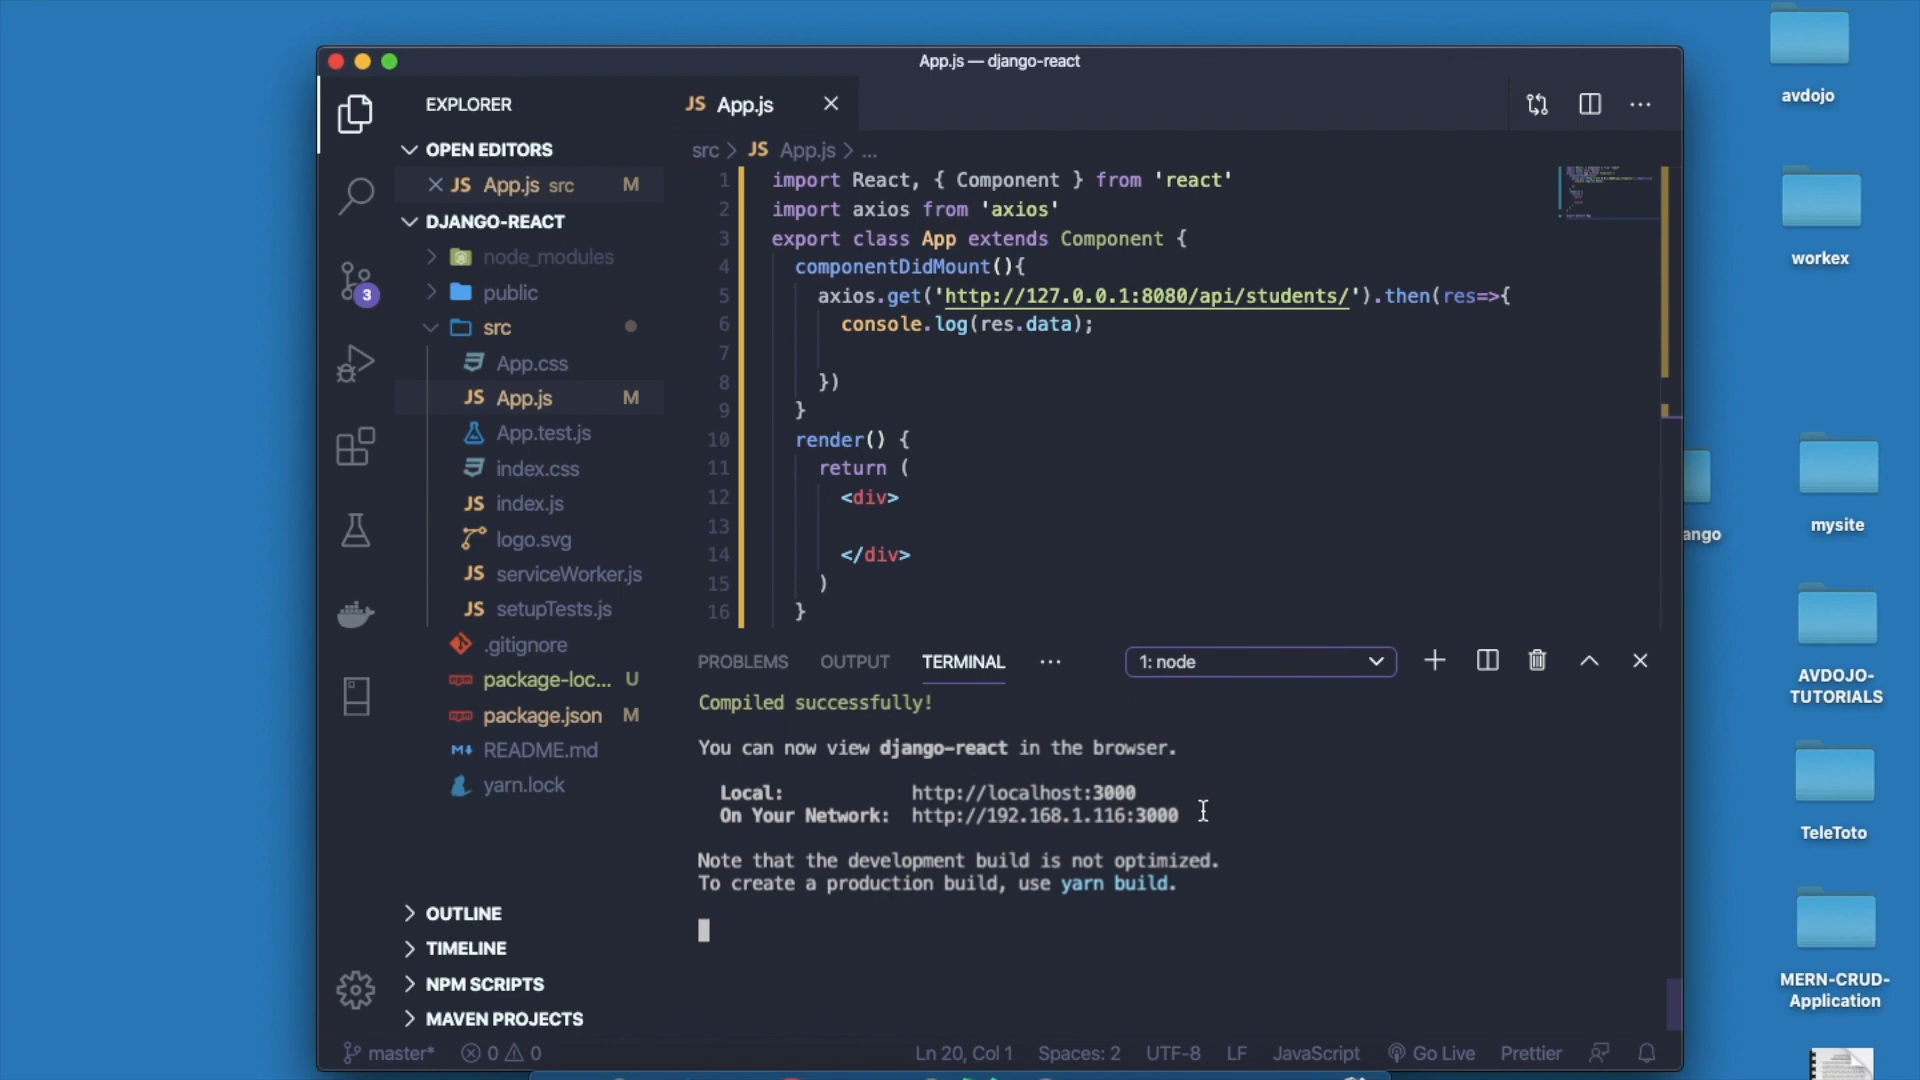 App.js — django-react
EXPLORER
OPEN EDITORS
JS App.js src M
DJANGO-REACT
node_modules
public
src
App.css
JS App.js M
App.test.js
index.css
JS index.js
logo.svg
JS serviceWorker.js
JS setupTests.js
.gitignore
package-loc... U
package.json M
README.md
yarn.lock
OUTLINE
TIMELINE
NPM SCRIPTS
MAVEN PROJECTS
3
JS App.js
src > JS App.js > ...
1 import React, { Component } from 'react'
2 import axios from 'axios'
3 export class App extends Component {
4 componentDidMount(){
5 axios.get('http://127.0.0.1:8080/api/students/').then(res=>{
6 console.log(res.data);
7
8 })
9 }
10 render() {
11 return (
12 <div>
13
14 </div>
15 )
16 }
PROBLEMS OUTPUT TERMINAL ... 1: node
Compiled successfully!
You can now view django-react in the browser.
Local: http://localhost:3000
On Your Network: http://192.168.1.116:3000
Note that the development build is not optimized.
To create a production build, use yarn build.
master* 0 0 Ln 20, Col 1 Spaces: 2 UTF-8 LF JavaScript Go Live Prettier
avdojo
workex
ango
mysite
AVDOJO-
TUTORIALS
TeleToto
MERN-CRUD-
Application